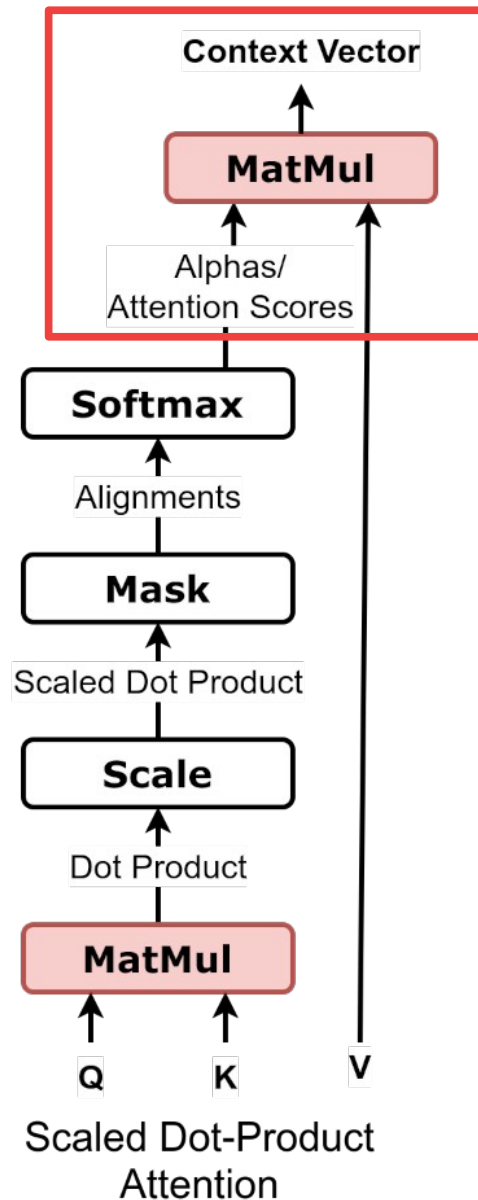 Context Vector
MatMul
Alphas/
Attention Scores
Softmax
Alignments
Mask
Scaled Dot Product
Scale
Dot Product
MatMul
Q K V
Scaled Dot-Product
Attention